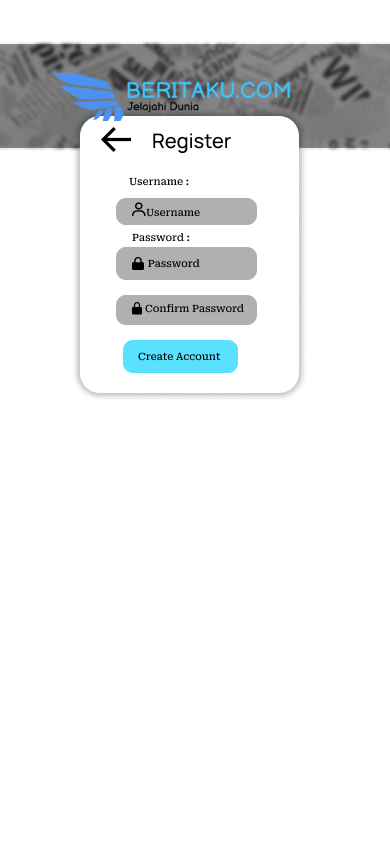 BERITAKU.COM
Jelajahi Dunia
Register
Username :
Username
Password :
Password
Confirm Password
Create Account